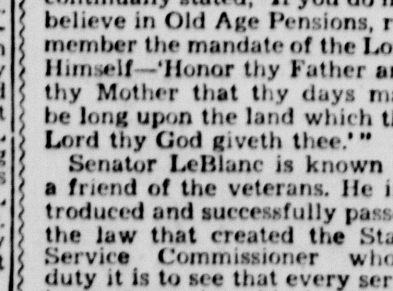 believe in Old Age Pensions,
member the mandate of the Lo
Himself—'Honor thy Father a
thy Mother that thy days m
be long upon the land which t
Lord thy God giveth thee.'"
Senator LeBlanc is known
a friend of the veterans. He i
troduced and successfully pass
the law that created the Sta
Service Commissioner who
duty it is to see that every ser